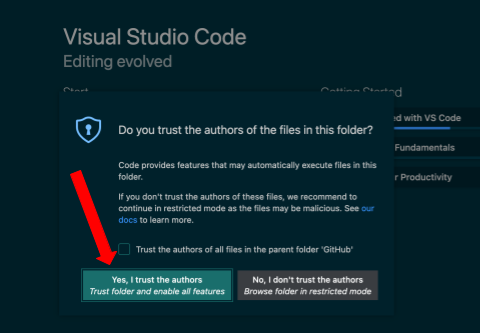 Visual Studio Code
Editing evolved
Start
Getting Started
ed with VS Code
Do you trust the authors of the files in this folder?
Fundamentals
Code provides features that may automatically execute files in this
folder.
r Productivity
If you don't trust the authors of these files, we recommend to
continue in restricted mode as the files may be malicious. See our
docs to learn more.
Trust the authors of all files in the parent folder 'GitHub'
Yes, I trust the authors
Trust folder and enable all features
No, I don't trust the authors
Browse folder in restricted mode